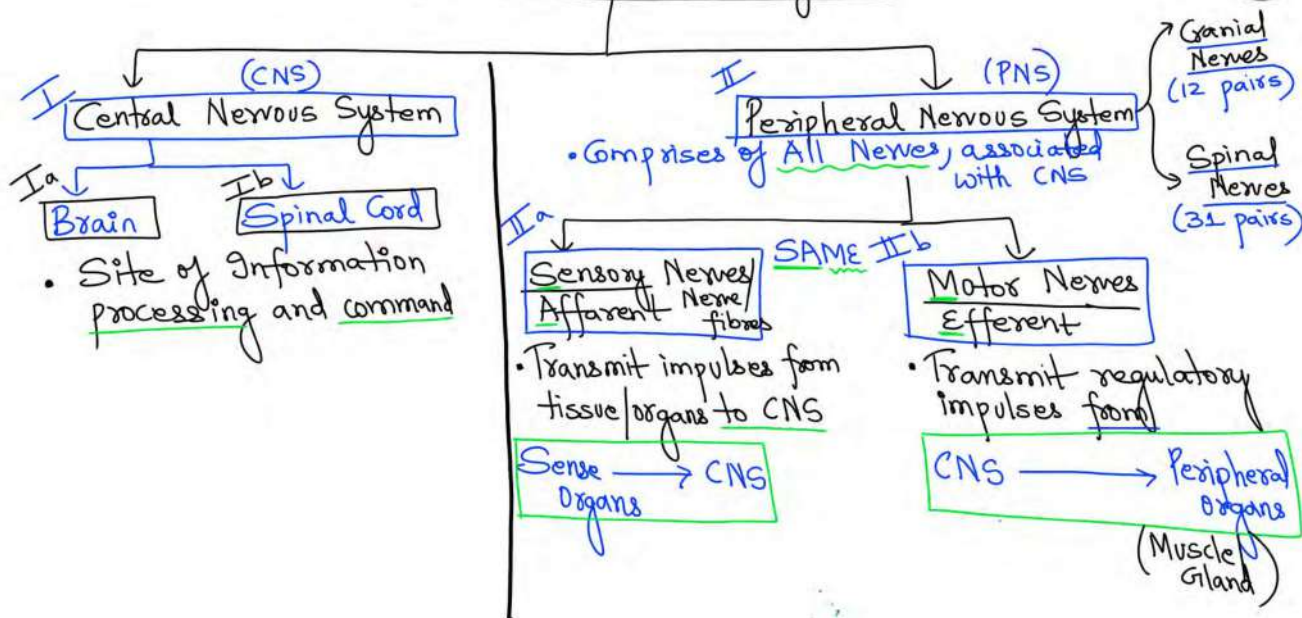 (CNS)
I
Central Nervous System
Ia
Brain
Ib
Spinal Cord
• Site of Information
processing and command
II
(PNS)
Peripheral Nervous System
• Comprises of All Nerves, associated
with CNS
Cranial
Nerves
(12 pairs)
Spinal
Nerves
(31 pairs)
IIa
SAME
Sensory Nerves/
Affarent Nerve/
fibres
• Transmit impulses from
tissue/organs to CNS
Sense
Organs → CNS
IIb
Motor Nerves
Efferent
• Transmit regulatory
impulses from
CNS → Peripheral
Organs
(Muscle/
Gland)